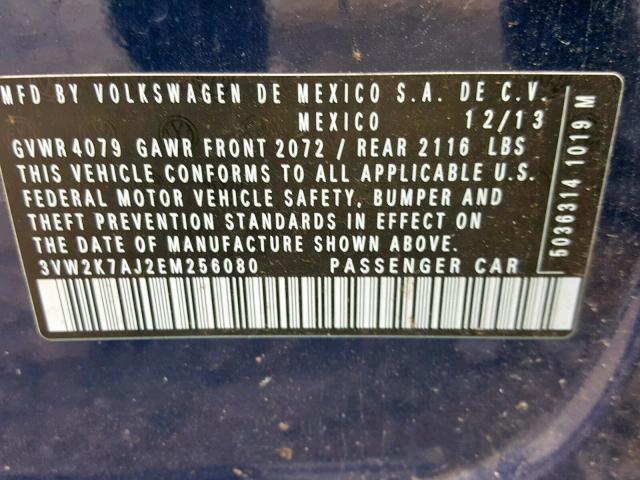 MFD BY VOLKSWAGEN DE MEXICO S.A. DE C.V.
MEXICO 12/13
GVWR 4079 GAWR FRONT 2072 / REAR 2116 LBS
THIS VEHICLE CONFORMS TO ALL APPLICABLE U.S.
FEDERAL MOTOR VEHICLE SAFETY, BUMPER AND
THEFT PREVENTION STANDARDS IN EFFECT ON
THE DATE OF MANUFACTURE SHOWN ABOVE.
3VW2K7AJ2EM256080 PASSENGER CAR
5036314 1019 M